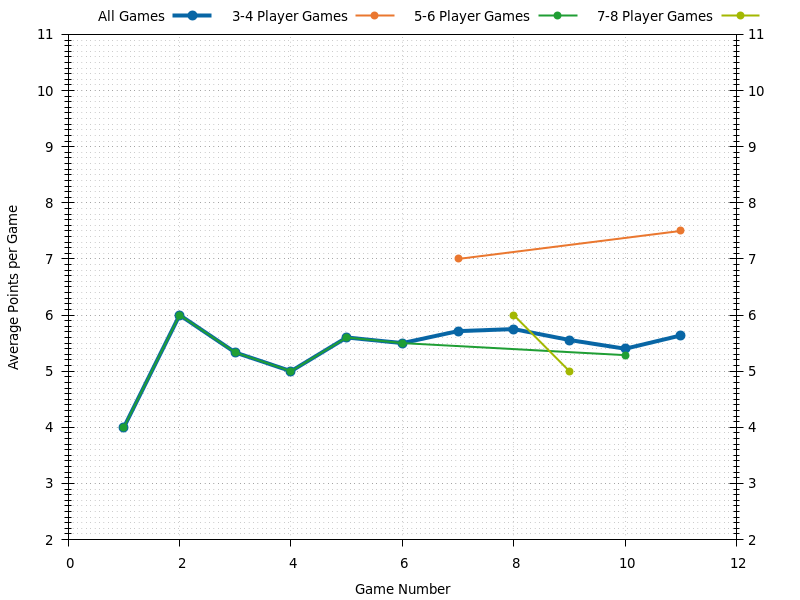 All Games 3-4 Player Games 5-6 Player Games 7-8 Player Games
11 11
10 10
9 9
8 8
7 7
6 6
5 5
4 4
3 3
2 2
Average Points per Game
0 2 4 6 8 10 12
Game Number